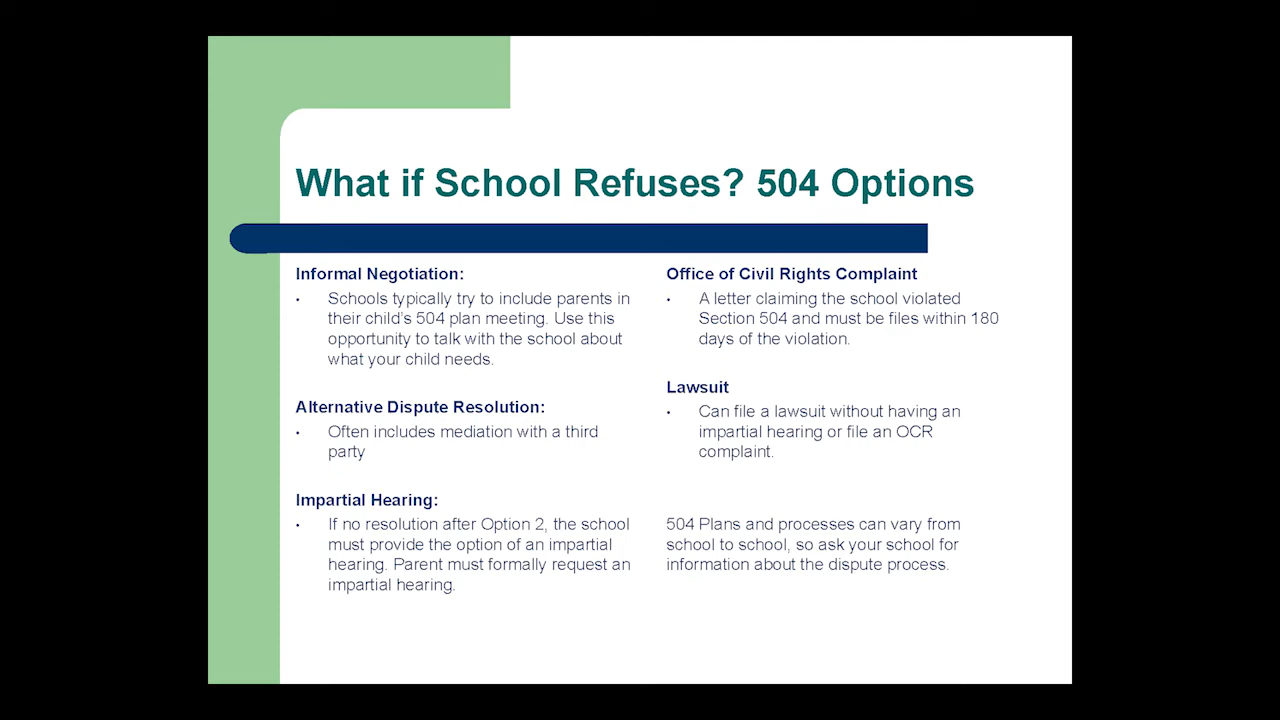 What if School Refuses? 504 Options
Informal Negotiation:
• Schools typically try to include parents in
their child's 504 plan meeting. Use this
opportunity to talk with the school about
what your child needs.
Alternative Dispute Resolution:
• Often includes mediation with a third
party
Impartial Hearing:
• If no resolution after Option 2, the school
must provide the option of an impartial
hearing. Parent must formally request an
impartial hearing.
Office of Civil Rights Complaint
• A letter claiming the school violated
Section 504 and must be files within 180
days of the violation.
Lawsuit
• Can file a lawsuit without having an
impartial hearing or file an OCR
complaint.
504 Plans and processes can vary from
school to school, so ask your school for
information about the dispute process.